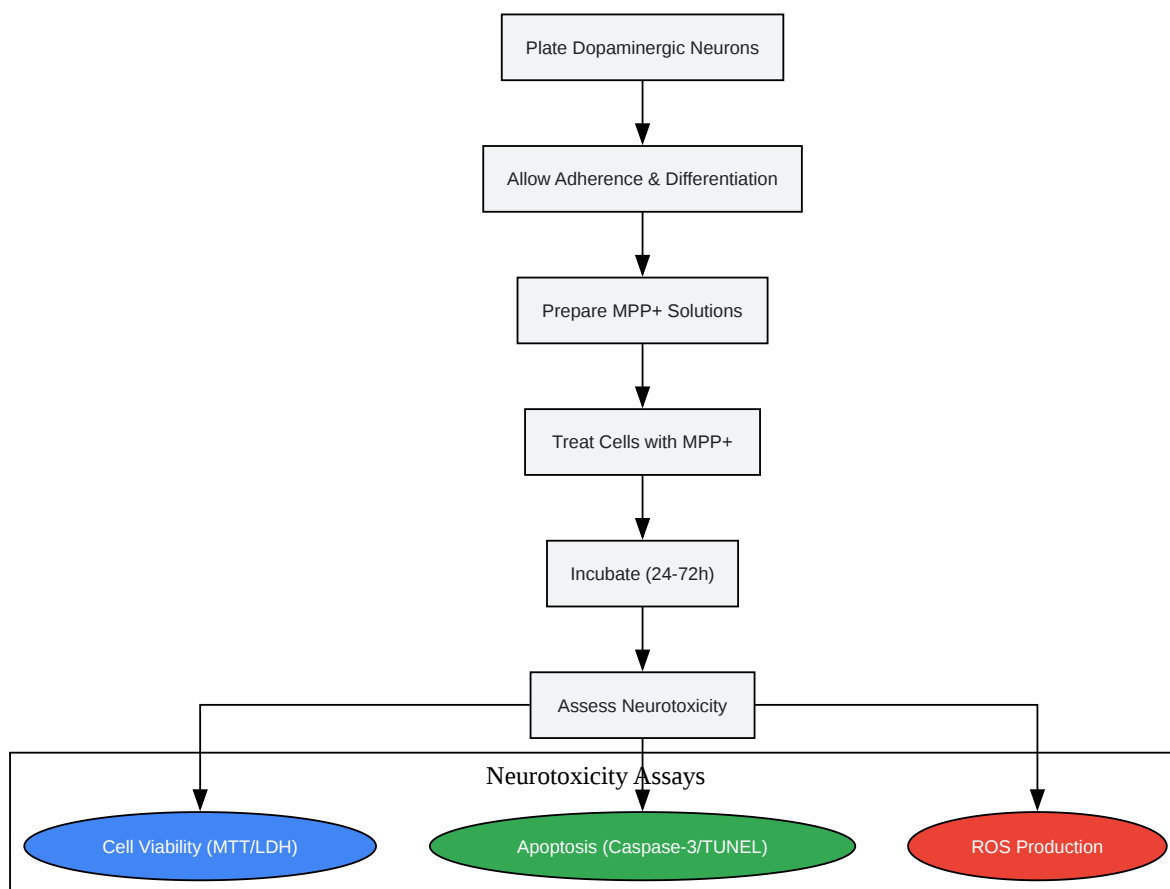 Plate Dopaminergic Neurons
Allow Adherence & Differentiation
Prepare MPP+ Solutions
Treat Cells with MPP+
Incubate (24-72h)
Assess Neurotoxicity
Neurotoxicity Assays
Cell Viability (MTT/LDH)
Apoptosis (Caspase-3/TUNEL)
ROS Production